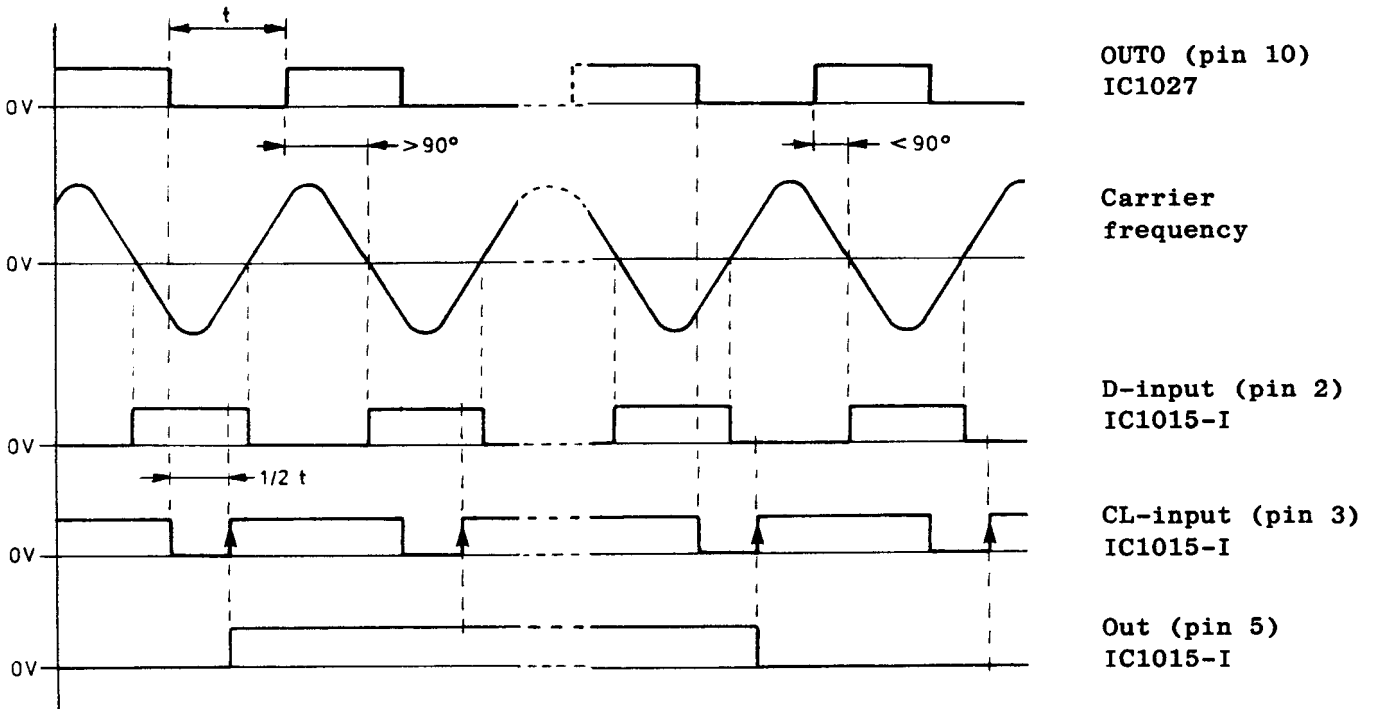 t
OUTO (pin 10)
IC1027
0V
>90°
<90°
Carrier
frequency
0V
D-input (pin 2)
IC1015-I
0V
1/2 t
CL-input (pin 3)
IC1015-I
0V
Out (pin 5)
IC1015-I
0V